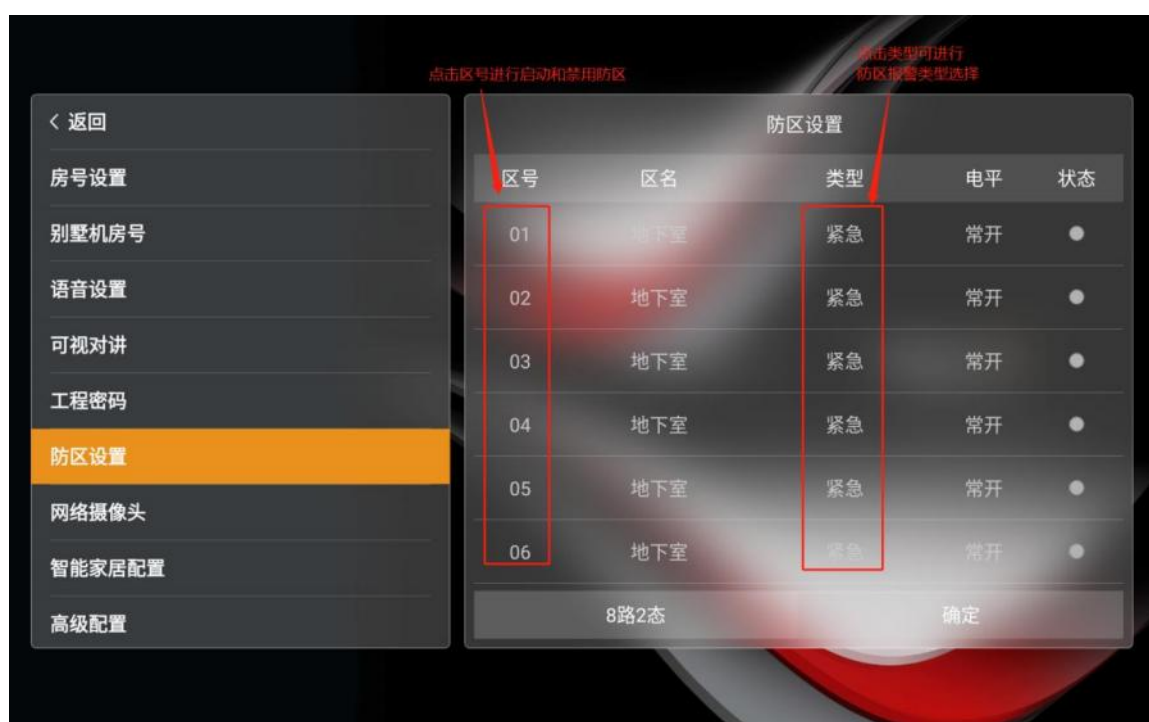 点击区号进行启动和禁用防区
点击类型可进行
防区报警类型选择
< 返回
房号设置
别墅机房号
语音设置
可视对讲
工程密码
防区设置
网络摄像头
智能家居配置
高级配置
防区设置
区号 区名 类型 电平 状态
01 地下室 紧急 常开
02 地下室 紧急 常开
03 地下室 紧急 常开
04 地下室 紧急 常开
05 地下室 紧急 常开
06 地下室 紧急 常开
8路2态 确定